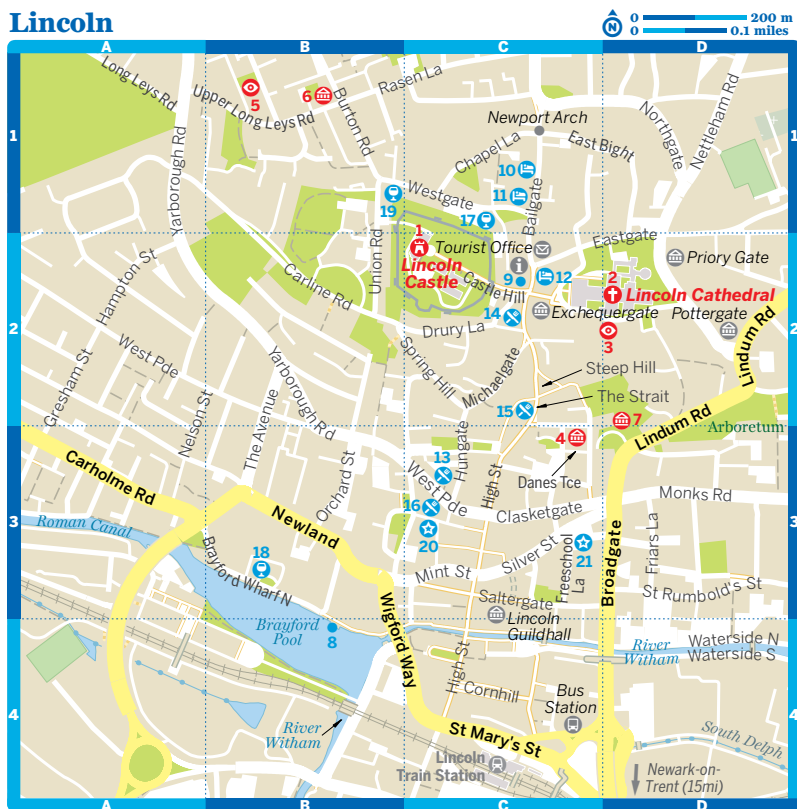 Lincoln
N
0 200 m
0 0.1 miles
A B C D
1
2
3
4
1
2
3
4
A B C D
Long Leys Rd
Upper Long Leys Rd
5
6
Burton Rd
Rasen La
Yarborough Rd
Newport Arch
Chapel La
East Bight
Northgate
Nettleham Rd
10
11
Bailgate
Westgate
19
17
1
Lincoln
Castle
Tourist Office
Eastgate
Priory Gate
Union Rd
9
12
2
Lincoln Cathedral
Castle Hill
14
Exchequergate
Pottergate
3
Drury La
Hampton St
Carline Rd
West Pde
Gresham St
Nelson St
The Avenue
Yarborough Rd
Spring Hill
Michaelgate
Steep Hill
The Strait
15
4
7
Lindum Rd
Lindum Rd
Arboretum
Danes Tce
Carholme Rd
Orchard St
Hungate
13
West Pde
16
20
High St
Clasketgate
Monks Rd
Newland
Roman Canal
18
Brayford Wharf N
Mint St
Silver St
Freeschool
La
21
Broadgate
Friars La
St Rumbold's St
Saltergate
Lincoln
Guildhall
Brayford
Pool
8
Wigford Way
River
Witham
Waterside N
Waterside S
High St
Cornhill
Bus
Station
River
Witham
St Mary's St
Lincoln
Train Station
South Delph
Newark-on-
Trent (15mi)